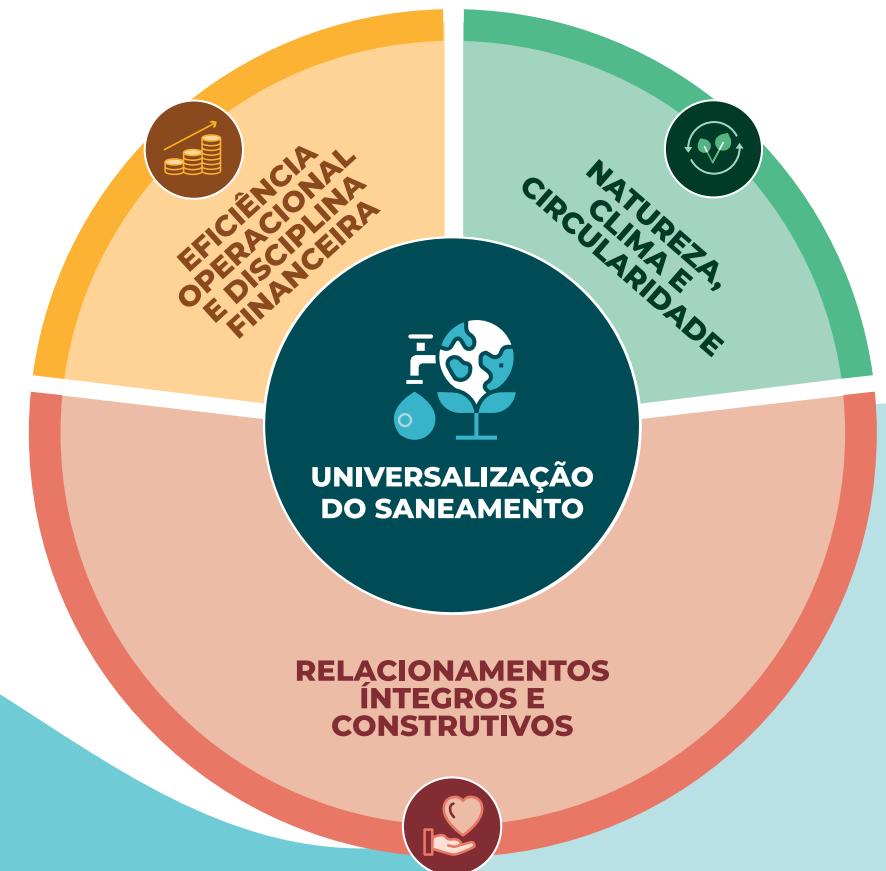 EFICIÊNCIA
OPERACIONAL
E DISCIPLINA
FINANCEIRA
NATUREZA,
CLIMA E
CIRCULARIDADE
UNIVERSALIZAÇÃO
DO SANEAMENTO
RELACIONAMENTOS
ÍNTEGROS E
CONSTRUTIVOS